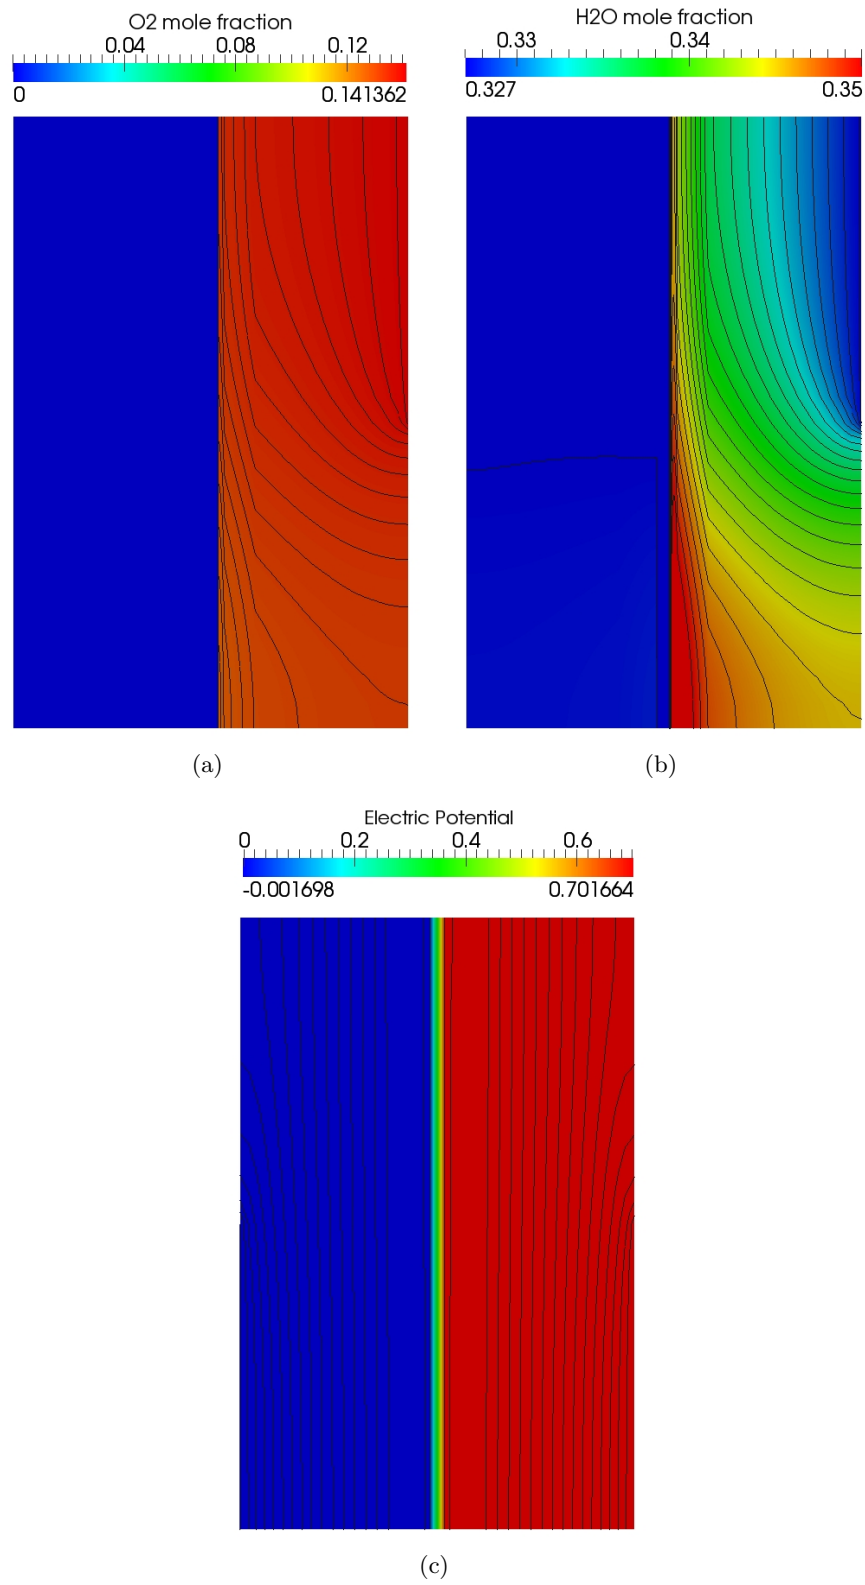 O2 mole fraction
0.04 0.08 0.12
0 0.141362
H2O mole fraction
0.33 0.34
0.327 0.35
(a)
(b)
Electric Potential
0 0.2 0.4 0.6
-0.001698 0.701664
(c)